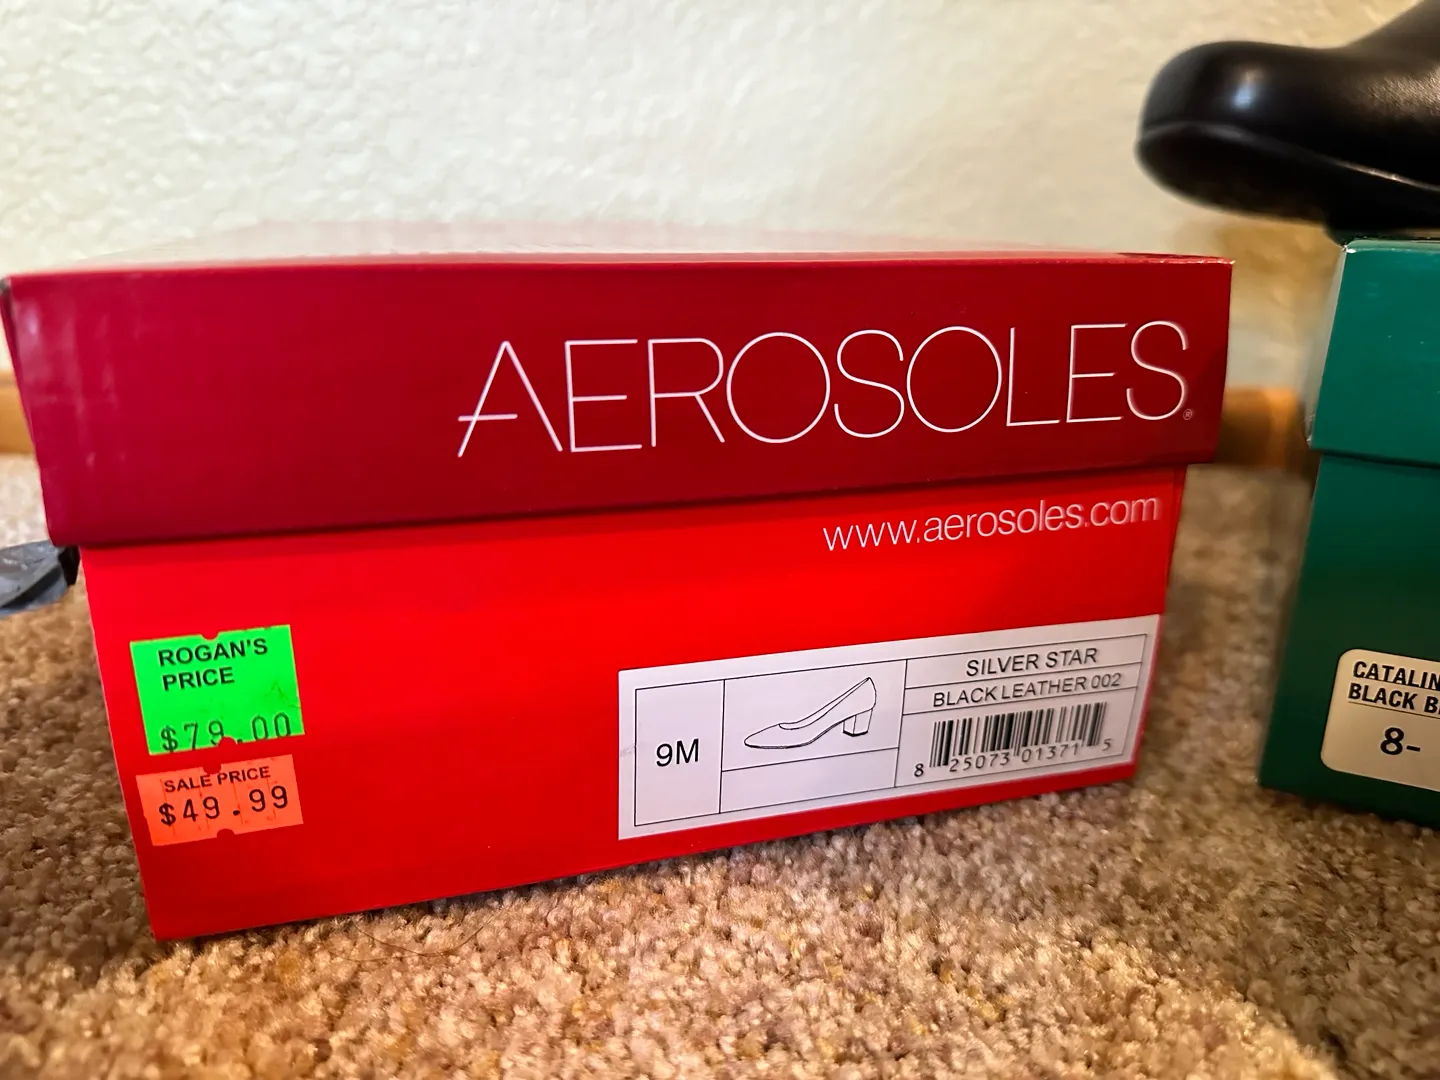 AEROSOLES®
www.aerosoles.com
ROGAN'S
PRICE
$79.00
SALE PRICE
$49.99
9M
SILVER STAR
BLACK LEATHER 002
8 25073 01371 5
BLACK
8-